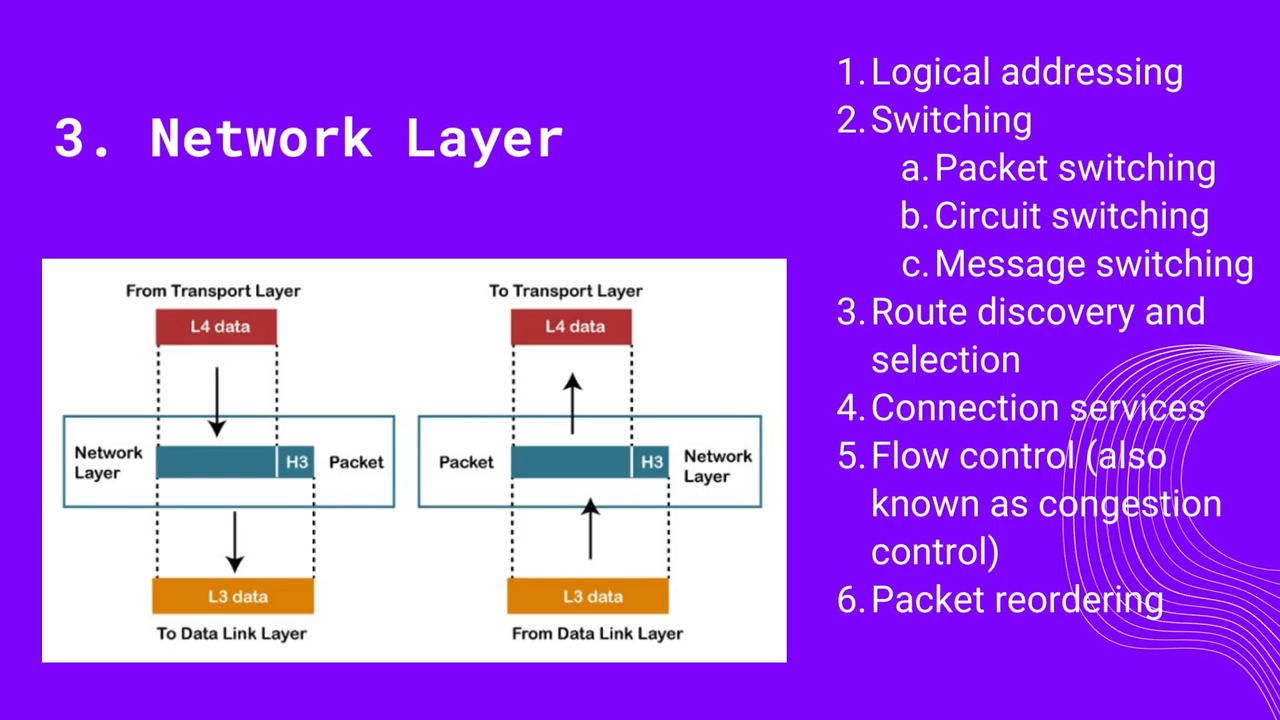 3. Network Layer
1. Logical addressing
2. Switching
a. Packet switching
b. Circuit switching
c. Message switching
3. Route discovery and
selection
4. Connection services
5. Flow control (also
known as congestion
control)
6. Packet reordering
From Transport Layer
L4 data
Network
Layer
H3
Packet
L3 data
To Data Link Layer
To Transport Layer
L4 data
Packet
H3
Network
Layer
L3 data
From Data Link Layer